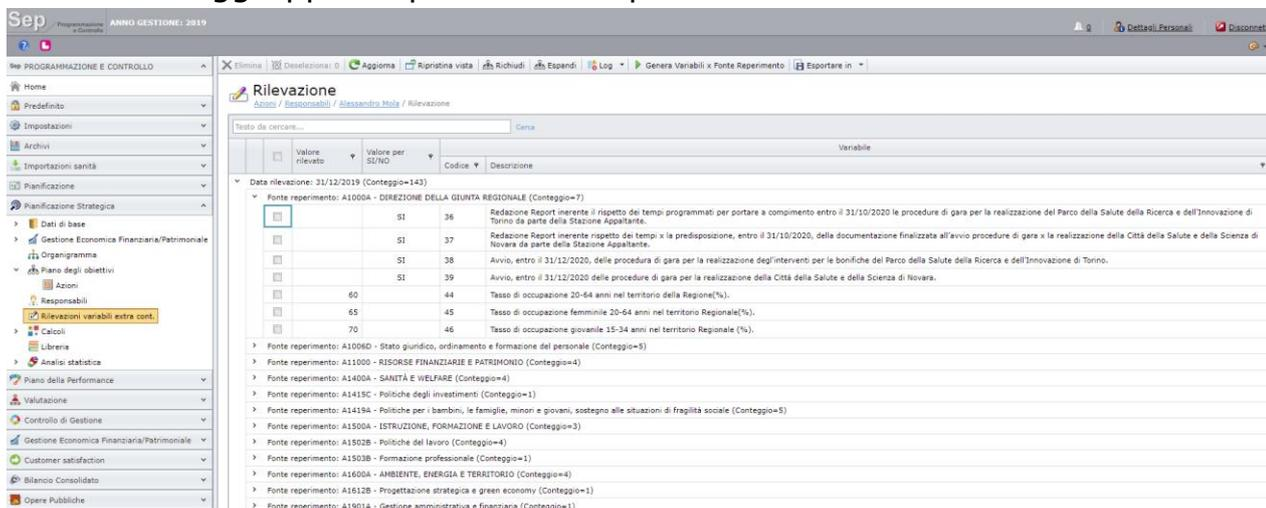 Sep Programmazione e Controllo ANNO GESTIONE: 2019
0 Dettagli Personali Disconnet
Sep PROGRAMMAZIONE E CONTROLLO
Home
Predefinito
Impostazioni
Archivi
Importazioni sanità
Pianificazione
Pianificazione Strategica
Dati di base
Gestione Economica Finanziaria/Patrimoniale
Organigramma
Piano degli obiettivi
Azioni
Responsabili
Rilevazioni variabili extra cont.
Calcoli
Libreria
Analisi statistica
Piano della Performance
Valutazione
Controllo di Gestione
Gestione Economica Finanziaria/Patrimoniale
Customer satisfaction
Bilancio Consolidato
Opere Pubbliche
Elimina Deseleziona: 0 Aggiorna Ripristina vista Richiudi Espandi Log Genera Variabili x Fonte Reperimento Esportare in
Rilevazione
Azioni / Responsabili / Alessandro Mola / Rilevazione
Testo da cercare... Cerca
Valore rilevato Valore per SI/NO Variabile
Codice Descrizione
Data rilevazione: 31/12/2019 (Conteggio=143)
Fonte reperimento: A1000A - DIREZIONE DELLA GIUNTA REGIONALE (Conteggio=7)
SI 36 Redazione Report inerente il rispetto dei tempi programmati per portare a compimento entro il 31/10/2020 le procedure di gara per la realizzazione del Parco della Salute della Ricerca e dell'Innovazione di
Torino da parte della Stazione Appaltante.
SI 37 Redazione Report inerente rispetto dei tempi x la predisposizione, entro il 31/10/2020, della documentazione finalizzata all'avvio procedure di gara x la realizzazione della Città della Salute e della Scienza di
Novara da parte della Stazione Appaltante.
SI 38 Avvio, entro il 31/12/2020, delle procedura di gara per la realizzazione degl'interventi per le bonifiche del Parco della Salute della Ricerca e dell'Innovazione di Torino.
SI 39 Avvio, entro il 31/12/2020 delle procedure di gara per la realizzazione della Città della Salute e della Scienza di Novara.
60 44 Tasso di occupazione 20-64 anni nel territorio della Regione(%).
65 45 Tasso di occupazione femminile 20-64 anni nel territorio Regionale(%).
70 46 Tasso di occupazione giovanile 15-34 anni nel territorio Regionale (%).
Fonte reperimento: A1006D - Stato giuridico, ordinamento e formazione del personale (Conteggio=5)
Fonte reperimento: A11000 - RISORSE FINANZIARIE E PATRIMONIO (Conteggio=4)
Fonte reperimento: A1400A - SANITÀ E WELFARE (Conteggio=4)
Fonte reperimento: A1415C - Politiche degli investimenti (Conteggio=1)
Fonte reperimento: A1419A - Politiche per i bambini, le famiglie, minori e giovani, sostegno alle situazioni di fragilità sociale (Conteggio=5)
Fonte reperimento: A1500A - ISTRUZIONE, FORMAZIONE E LAVORO (Conteggio=3)
Fonte reperimento: A1502B - Politiche del lavoro (Conteggio=4)
Fonte reperimento: A1503B - Formazione professionale (Conteggio=1)
Fonte reperimento: A1600A - AMBIENTE, ENERGIA E TERRITORIO (Conteggio=4)
Fonte reperimento: A1612B - Progettazione strategica e green economy (Conteggio=1)
Fonte reperimento: A1901A - Gestione amministrativa e finanziaria (Conteggio=1)